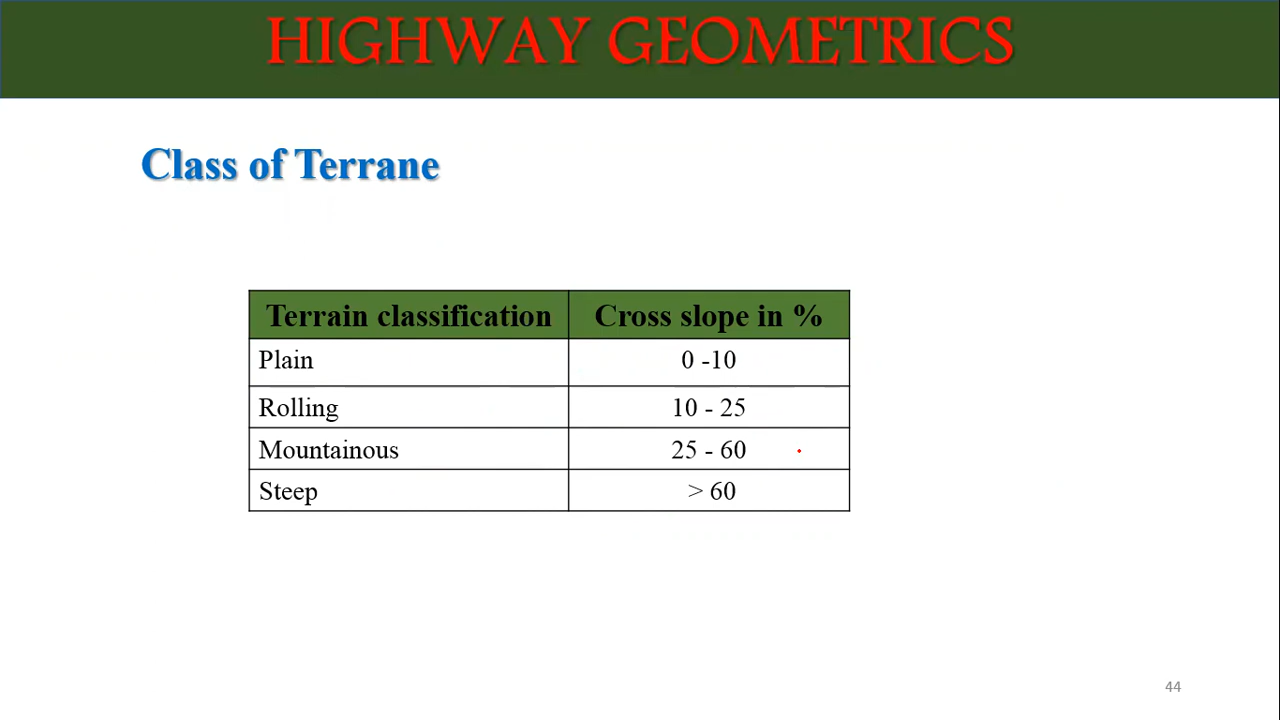 HIGHWAY GEOMETRICS
Class of Terrane
Terrain classification Cross slope in %
Plain 0 -10
Rolling 10 - 25
Mountainous 25 - 60
Steep > 60
44